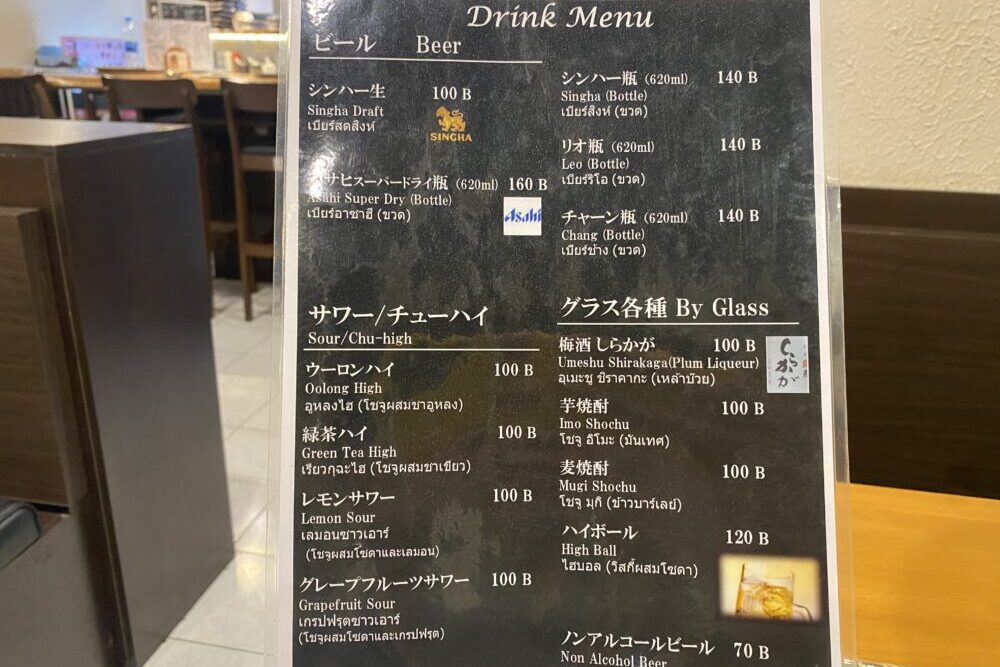 Drink Menu
ビール Beer
シンハー生 100 B
Singha Draft
เบียร์สดสิงห์
SINGHA
サヒスーパードライ瓶 (620ml) 160 B
Asahi Super Dry (Bottle)
เบียร์อาซาฮี (ขวด)
Asahi
シンハー瓶 (620ml) 140 B
Singha (Bottle)
เบียร์สิงห์ (ขวด)
リオ瓶 (620ml) 140 B
Leo (Bottle)
เบียร์รีโอ (ขวด)
チャーン瓶 (620ml) 140 B
Chang (Bottle)
เบียร์ช้าง (ขวด)
サワー/チューハイ
Sour/Chu-high
ウーロンハイ 100 B
Oolong High
อูหลงไฮ (โชจูผสมชาอูหลง)
緑茶ハイ 100 B
Green Tea High
เรียวกุฉะไฮ (โชจูผสมชาเขียว)
レモンサワー 100 B
Lemon Sour
เลมอนซาวเอาร์
(โชจูผสมโซดาและเลมอน)
グレープフルーツサワー 100 B
Grapefruit Sour
เกรปฟรุตซาวเอาร์
(โชจูผสมโซดาและเกรปฟรุต)
グラス各種 By Glass
梅酒 しらかが 100 B
Umeshu Shirakaga(Plum Liqueur)
อุเมะชู ชิราคากะ (เหล้าบ๊วย)
しらかが
芋焼酎 100 B
Imo Shochu
โชจู อิโมะ (มันเทศ)
麦焼酎 100 B
Mugi Shochu
โชจู มุกิ (ข้าวบาร์เลย์)
ハイボール 120 B
High Ball
ไฮบอล (วิสกี้ผสมโซดา)
ノンアルコールビール 70 B
Non Alcohol Beer